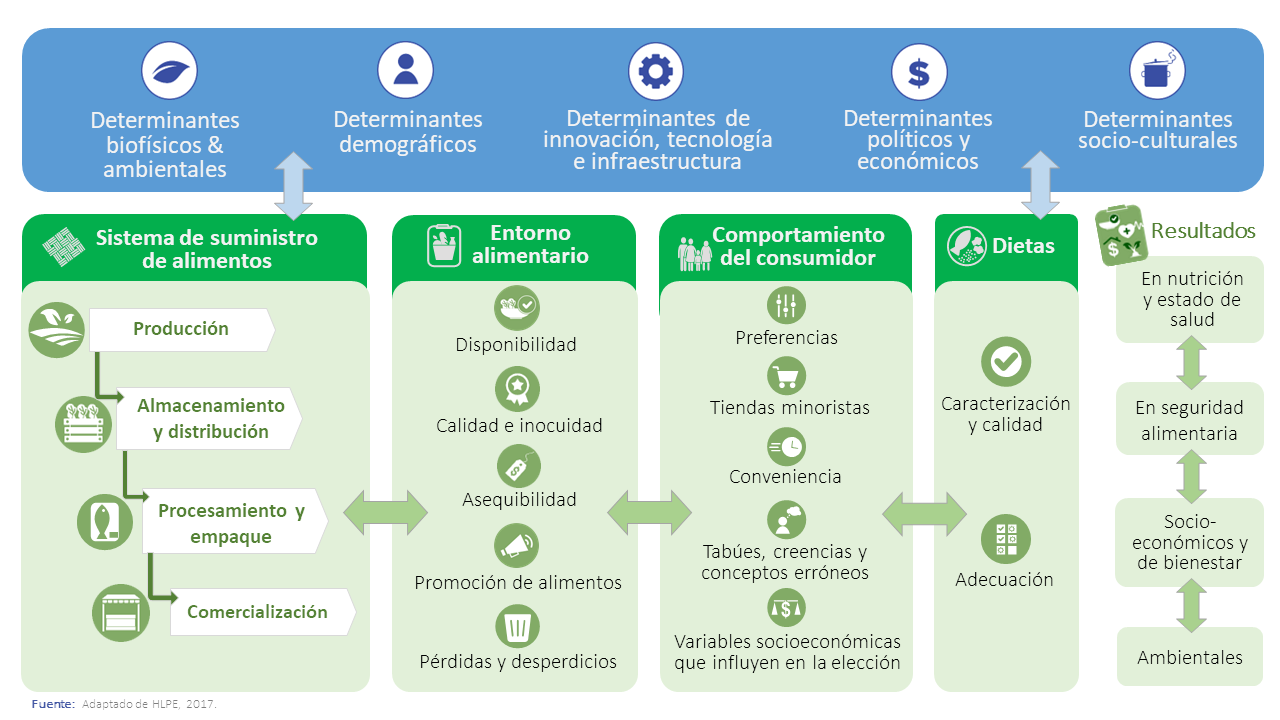 Determinantes
biofísicos &
ambientales
Determinantes
demográficos
Determinantes de
innovación, tecnología
e infraestructura
Determinantes
políticos y
económicos
Determinantes
socio-culturales
Sistema de suministro
de alimentos
Producción
Almacenamiento
y distribución
Procesamiento y
empaque
Comercialización
Entorno
alimentario
Disponibilidad
Calidad e inocuidad
Asequibilidad
Promoción de alimentos
Pérdidas y desperdicios
Comportamiento
del consumidor
Preferencias
Tiendas minoristas
Conveniencia
Tabúes, creencias y
conceptos erróneos
Variables socioeconómicas
que influyen en la elección
Dietas
Caracterización
y calidad
Adecuación
Resultados
En nutrición
y estado de
salud
En seguridad
alimentaria
Socio-
económicos y
de bienestar
Ambientales
Fuente: Adaptado de HLPE, 2017.